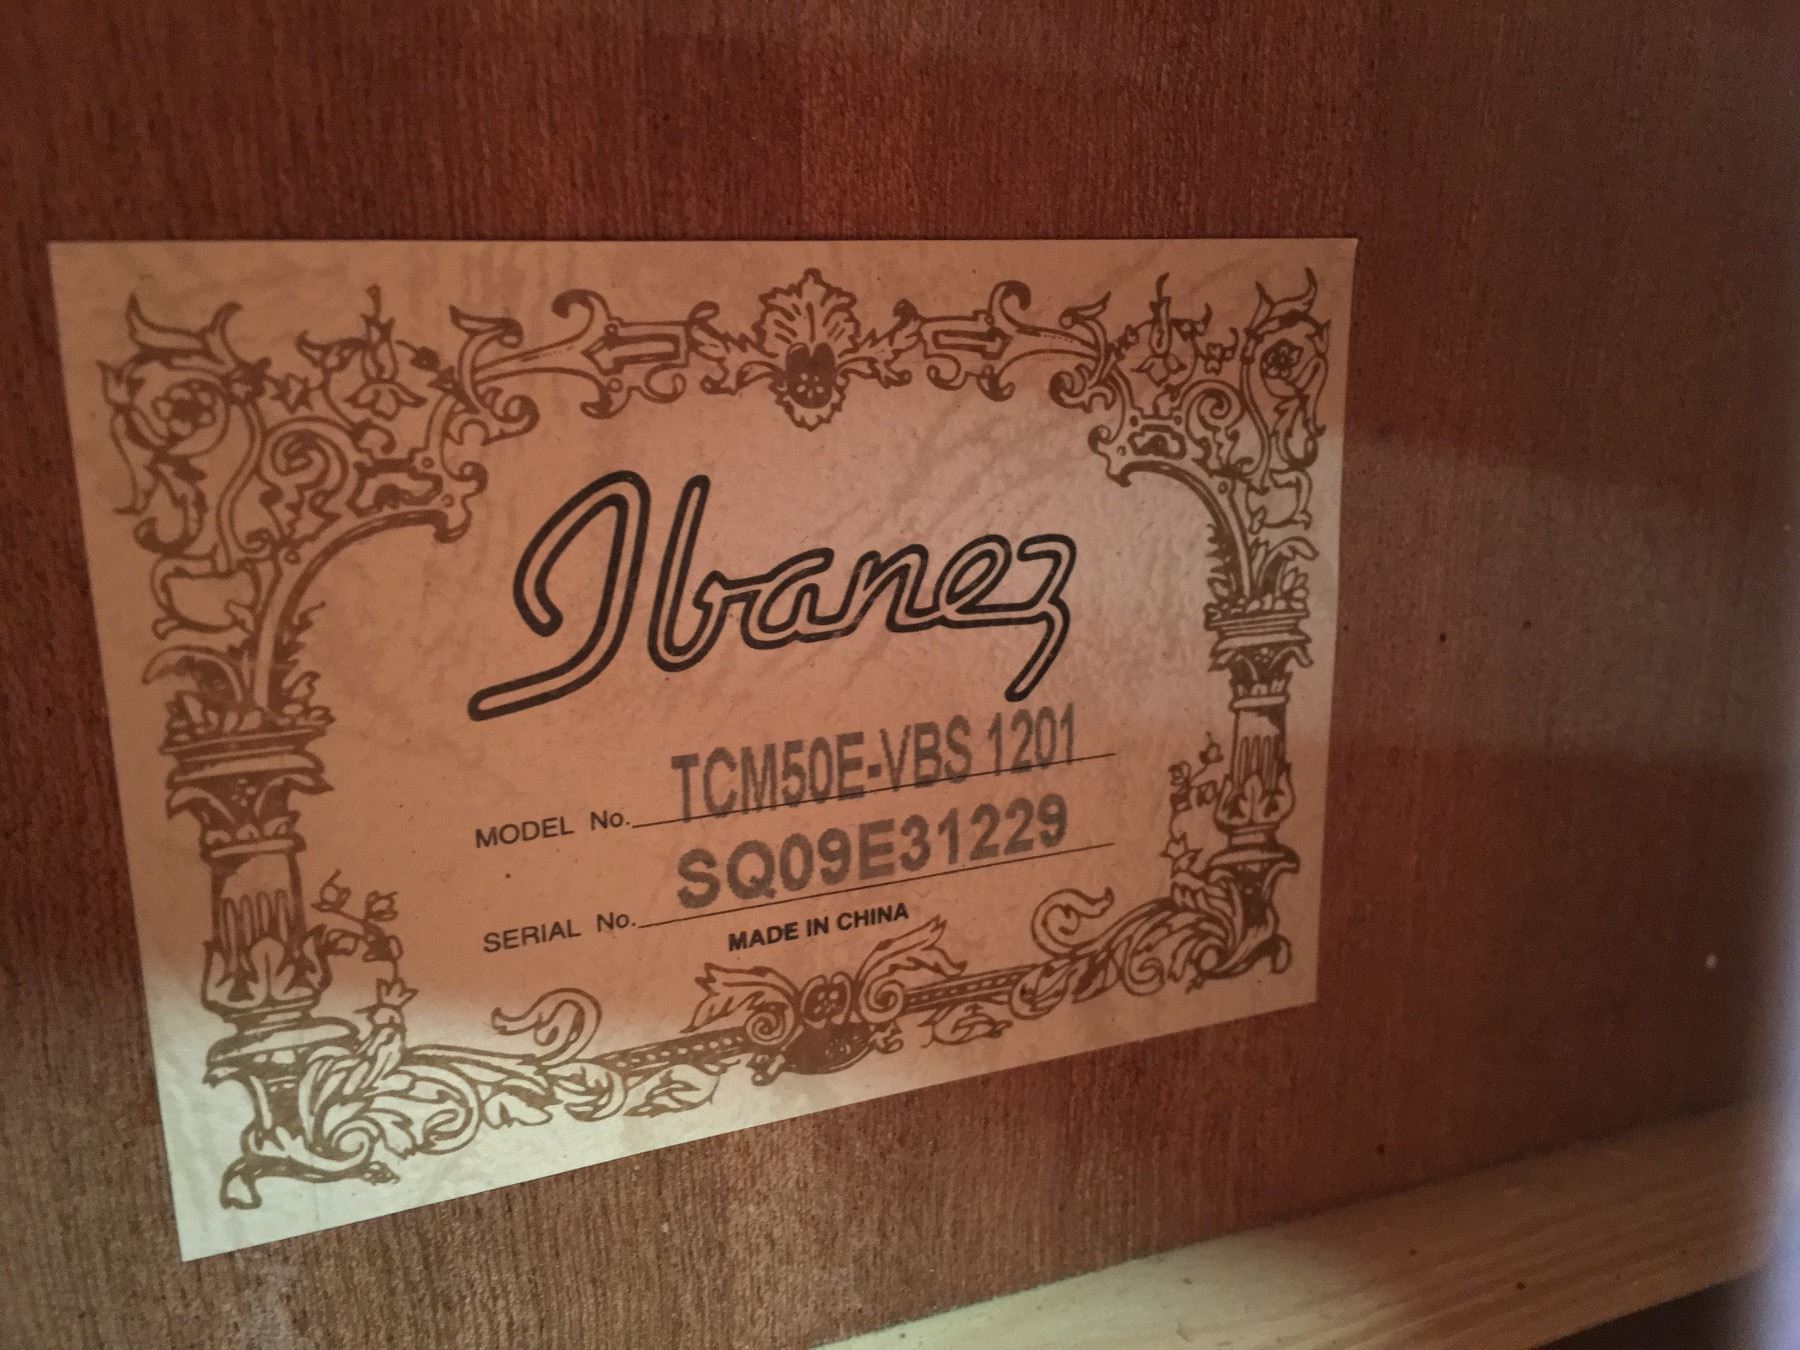 Ibanez
MODEL No. TCM50E-VBS 1201
SERIAL No. SQ09E31229
MADE IN CHINA